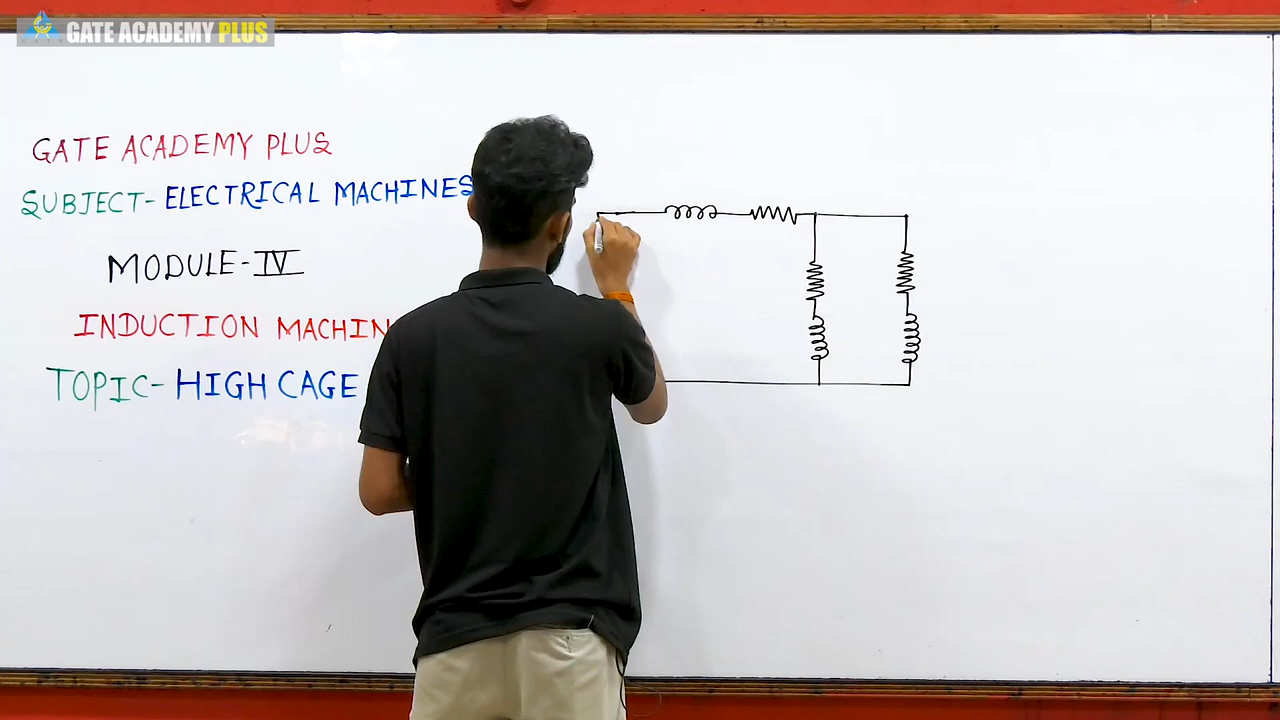 GATE ACADEMY PLUS
GATE ACADEMY PLUS
SUBJECT- ELECTRICAL MACHINES
MODULE-IV
INDUCTION MACHIN
TOPIC- HIGH CAGE